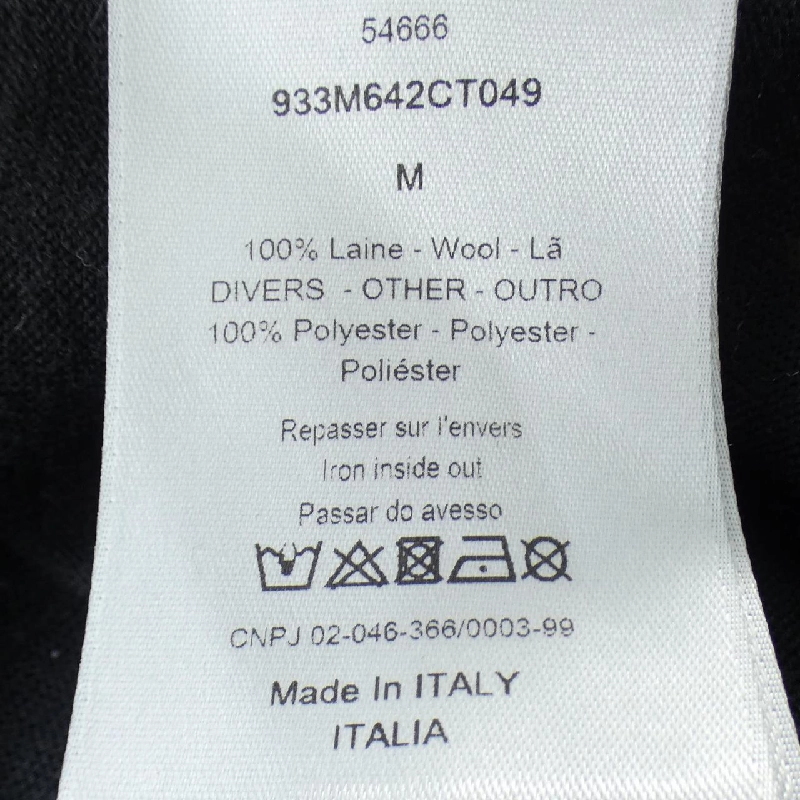 54666
933M642CT049
M
100% Laine - Wool - Lã
DIVERS - OTHER - OUTRO
100% Polyester - Polyester -
Poliéster
Repasser sur l'envers
Iron inside out
Passar do avesso
CNPJ 02-046-366/0003-99
Made In ITALY
ITALIA